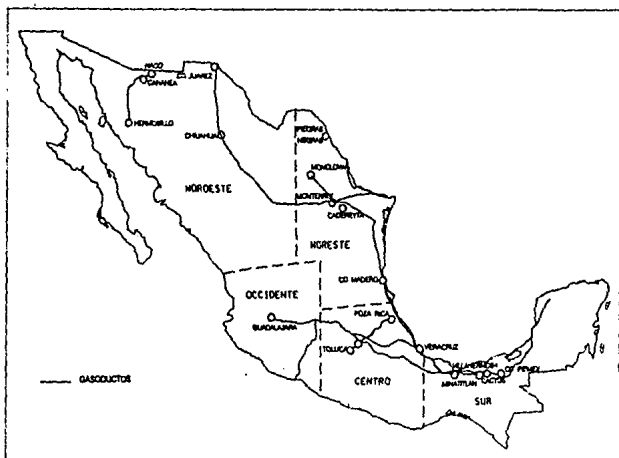 NACO
CANANEA
JUAREZ
HERMOSILLO
CHIHUAHUA
PIEDRAS
NEGRAS
MONCLOVA
NOROESTE
MONTERREY
CADEREYTA
NORESTE
CD. MADERO
OCCIDENTE
POZA RICA
GUADALAJARA
TOLUCA
VERACRUZ
VILLAHERMOSA
CD. PEMEX
MINATITLAN
CACTUS
CENTRO
SUR
GASODUCTOS